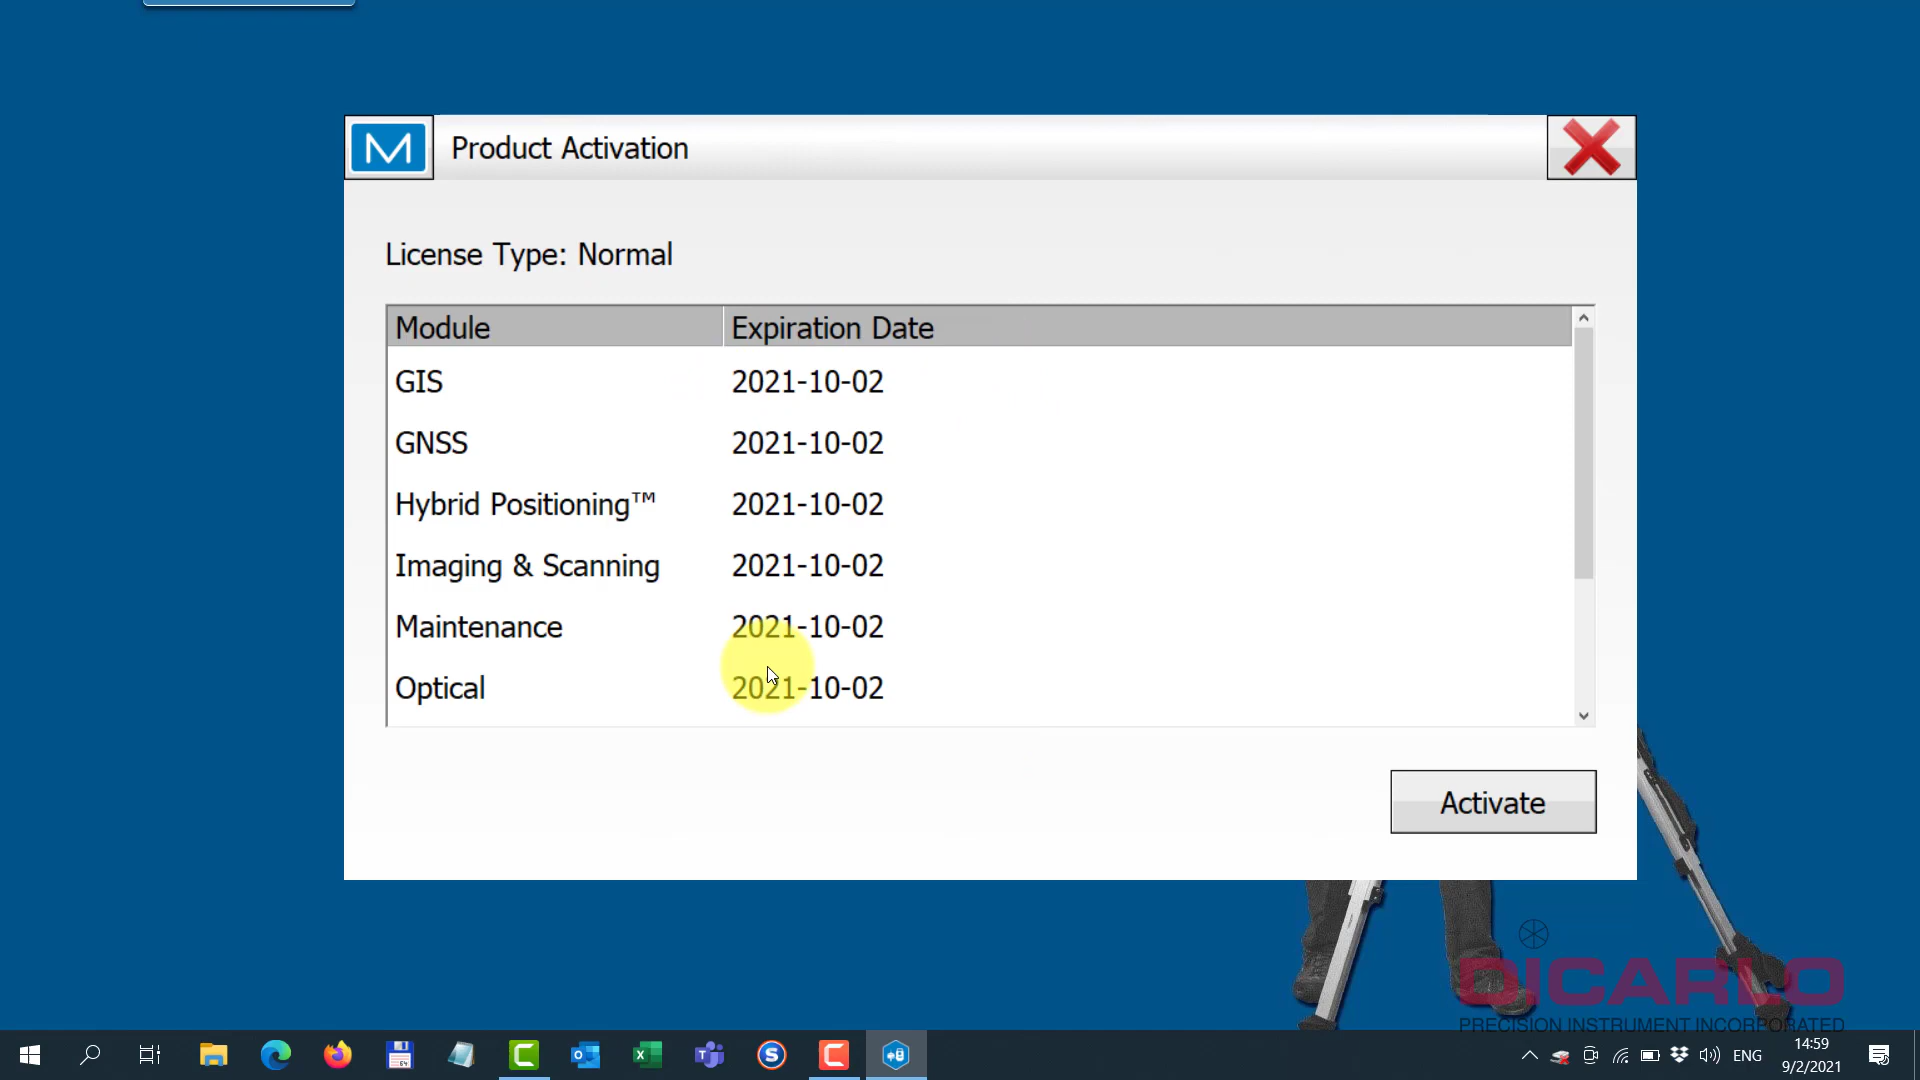 Product Activation
License Type: Normal
Module Expiration Date
GIS 2021-10-02
GNSS 2021-10-02
Hybrid Positioning™ 2021-10-02
Imaging & Scanning 2021-10-02
Maintenance 2021-10-02
Optical 2021-10-02
Activate
DICARLO
PRECISION INSTRUMENT INCORPORATED
ENG
14:59
9/2/2021